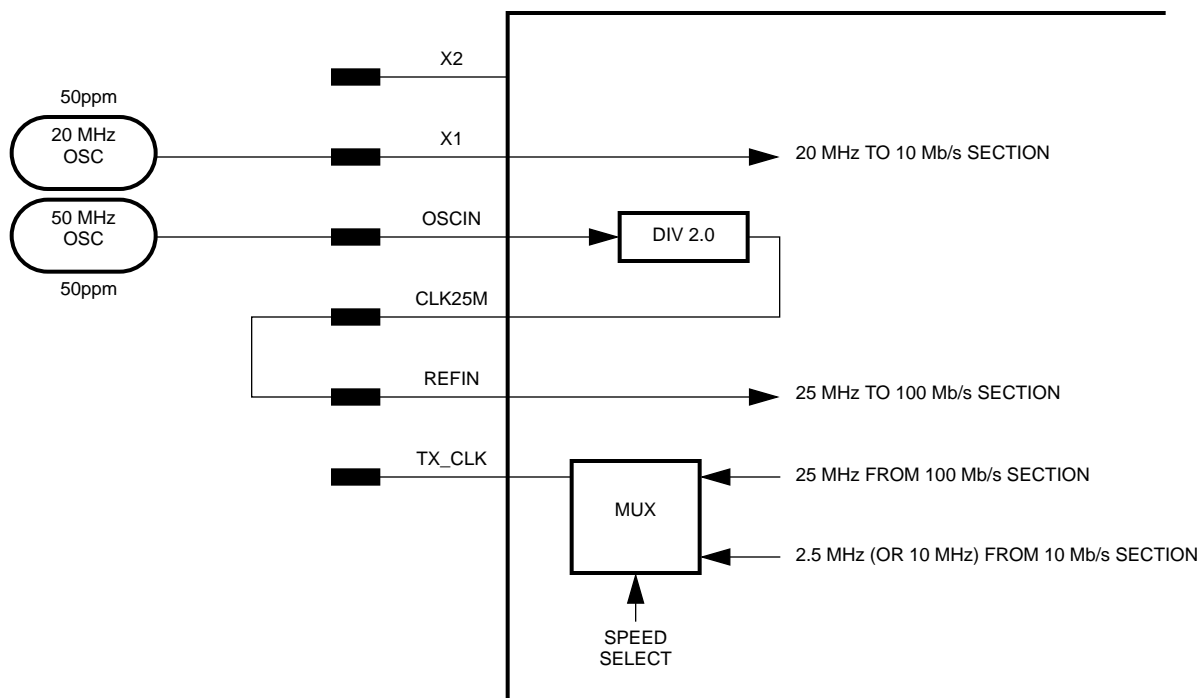 X2
50ppm
20 MHz
OSC
X1
20 MHz TO 10 Mb/s SECTION
50 MHz
OSC
OSCIN
DIV 2.0
50ppm
CLK25M
REFIN
25 MHz TO 100 Mb/s SECTION
TX_CLK
25 MHz FROM 100 Mb/s SECTION
MUX
2.5 MHz (OR 10 MHz) FROM 10 Mb/s SECTION
SPEED
SELECT